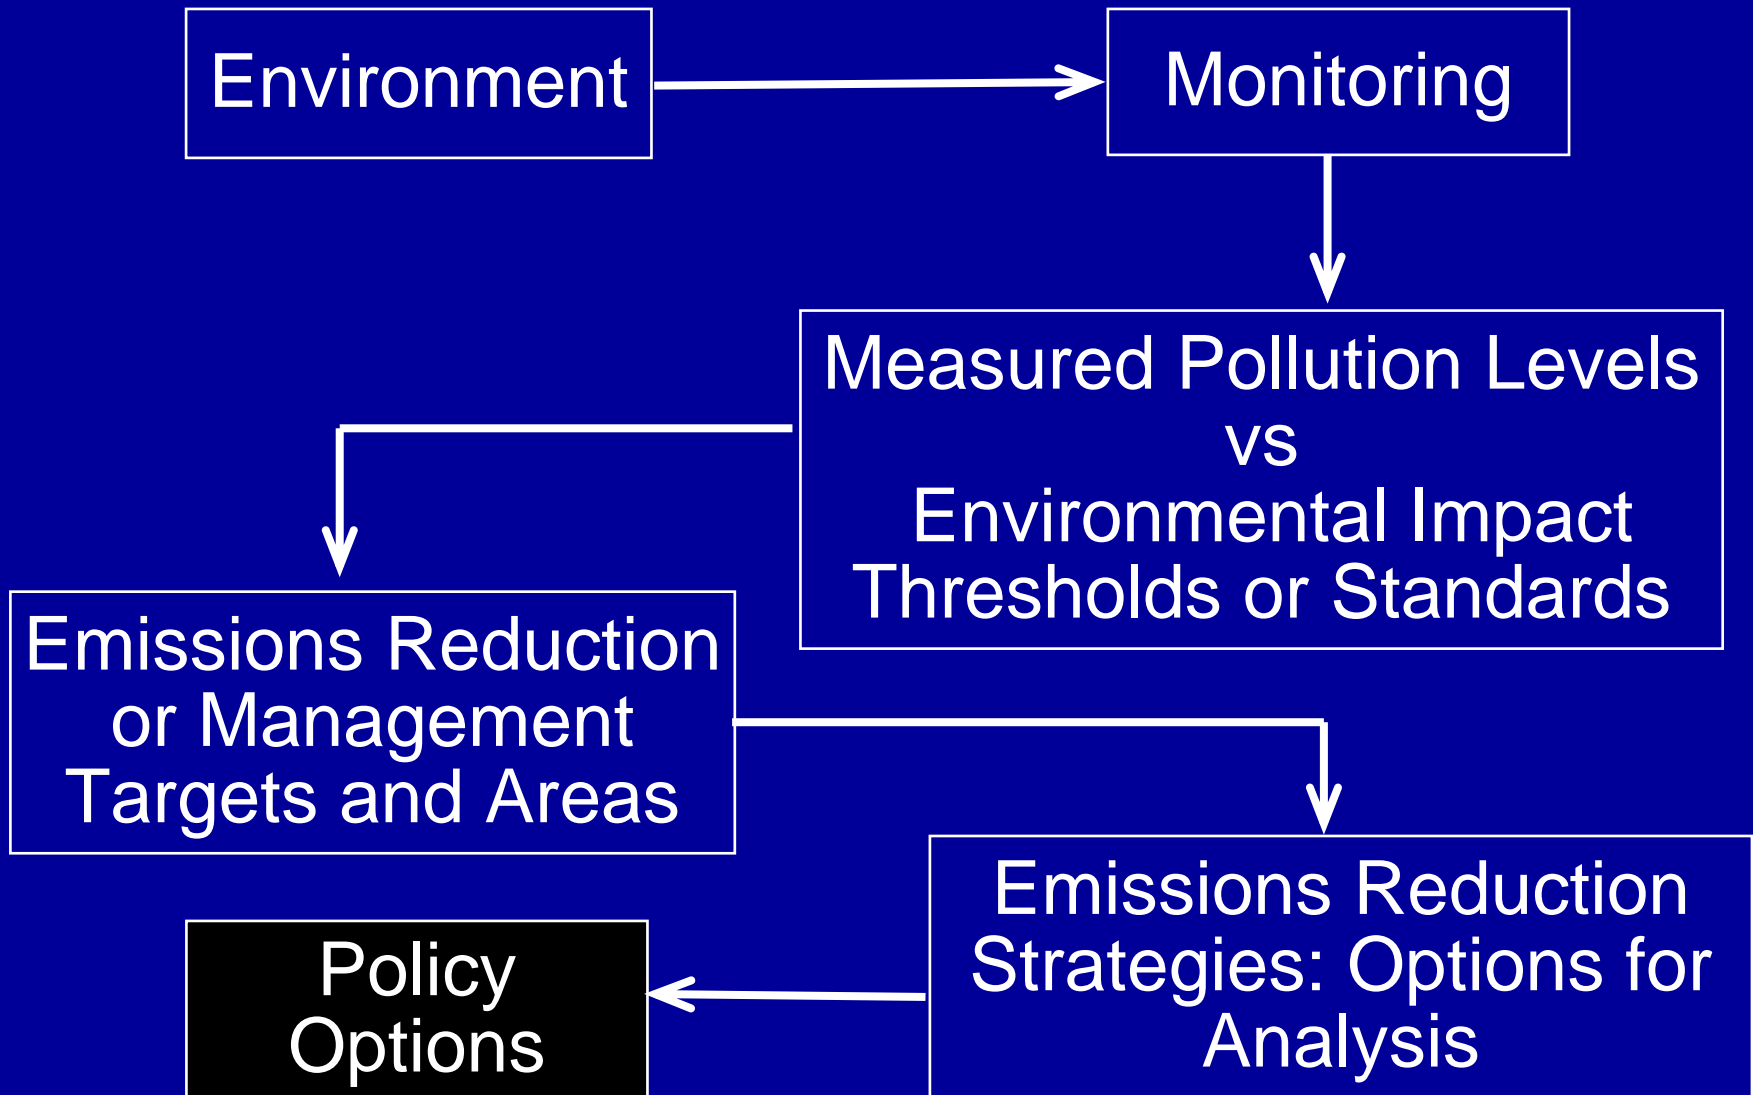 Environment
Monitoring
Measured Pollution Levels
vs
Environmental Impact
Thresholds or Standards
Emissions Reduction
or Management
Targets and Areas
Emissions Reduction
Strategies: Options for
Analysis
Policy
Options